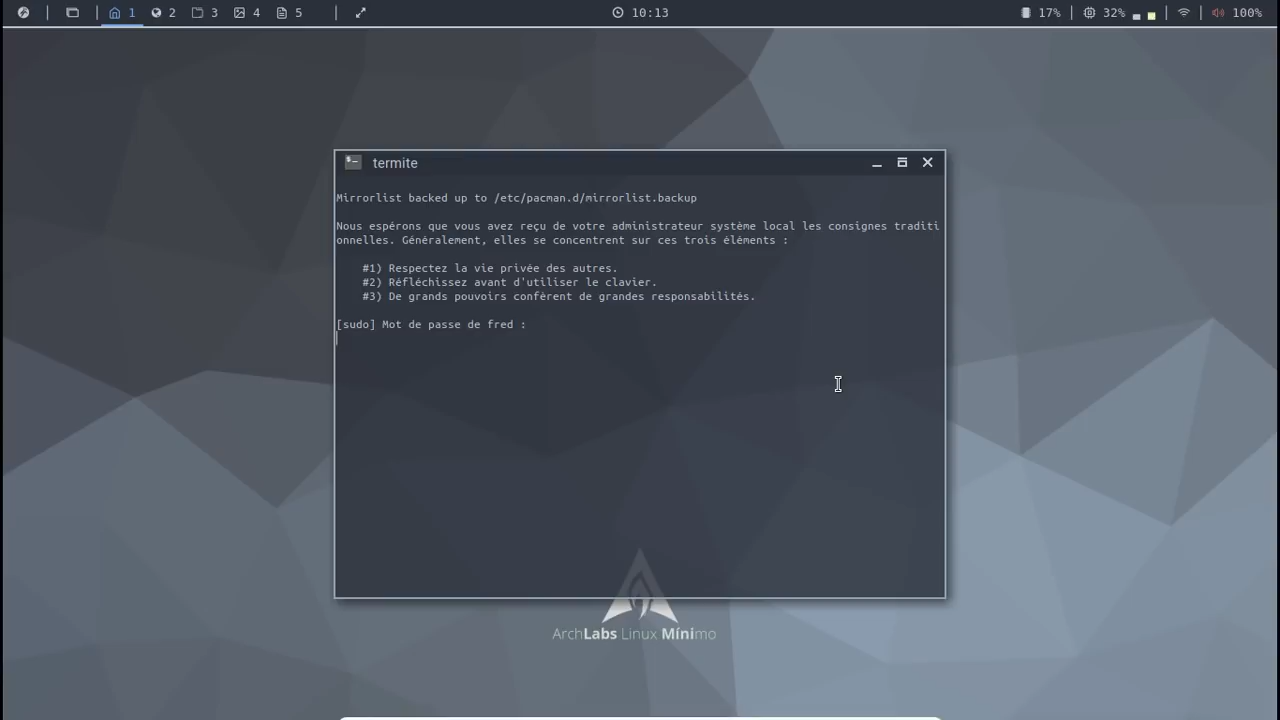 1 2 3 4 5 10:13 17% 32% 100%
termite
Mirrorlist backed up to /etc/pacman.d/mirrorlist.backup
Nous espérons que vous avez reçu de votre administrateur système local les consignes traditi
onnelles. Généralement, elles se concentrent sur ces trois éléments :
#1) Respectez la vie privée des autres.
#2) Réfléchissez avant d'utiliser le clavier.
#3) De grands pouvoirs confèrent de grandes responsabilités.
[sudo] Mot de passe de fred :
ArchLabs Linux Mínimo